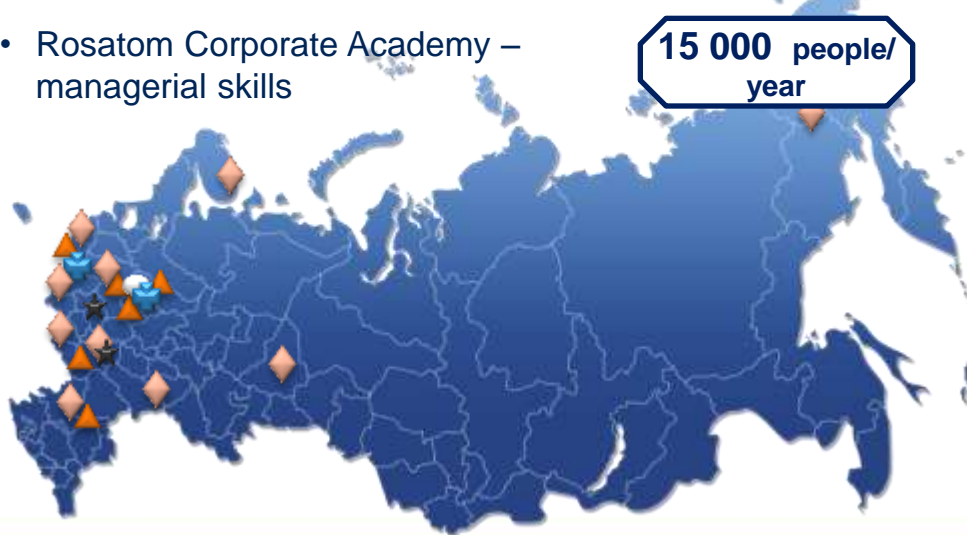 • Rosatom Corporate Academy –
managerial skills
15 000 people/
year